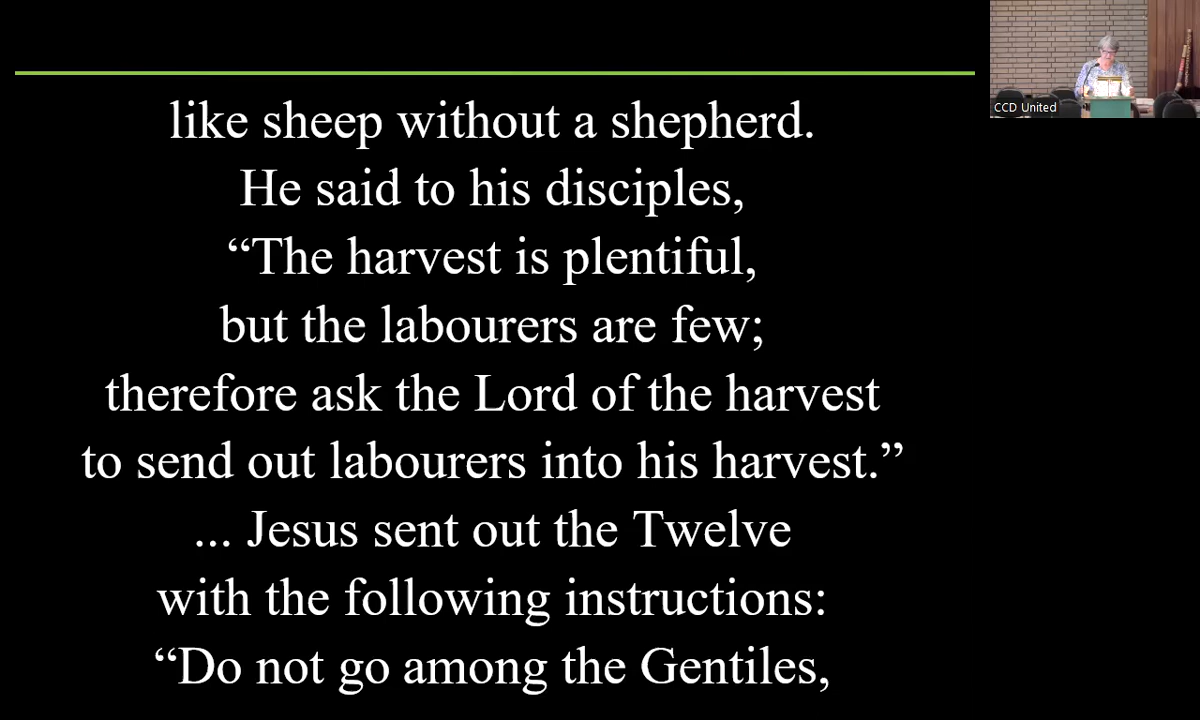 like sheep without a shepherd.
He said to his disciples,
“The harvest is plentiful,
but the labourers are few;
therefore ask the Lord of the harvest
to send out labourers into his harvest.”
... Jesus sent out the Twelve
with the following instructions:
“Do not go among the Gentiles,
CCD United